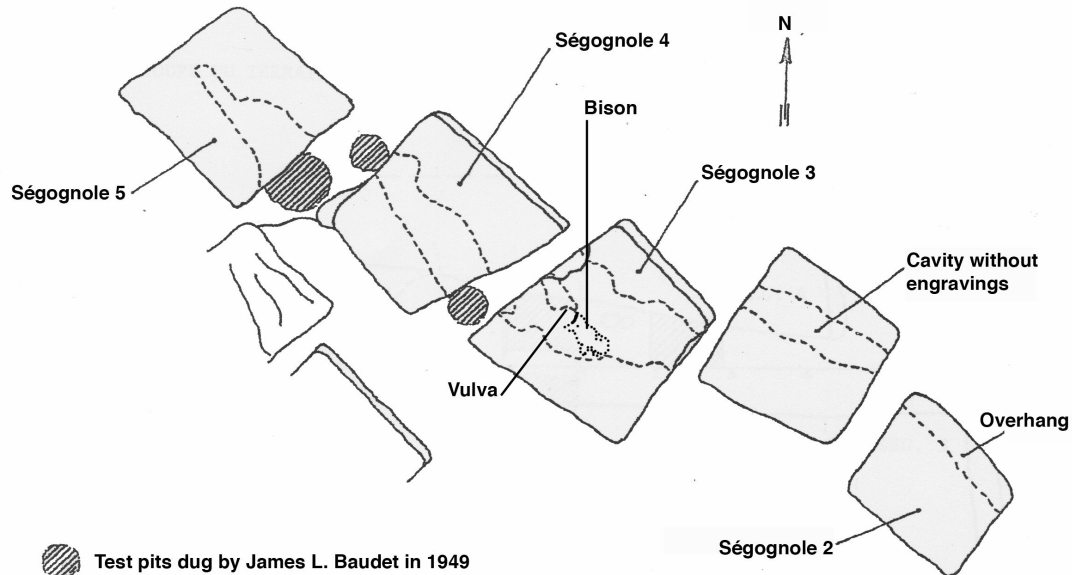 N
Ségognole 4
Bison
Ségognole 3
Ségognole 5
Cavity without
engravings
Vulva
Overhang
Ségognole 2
Test pits dug by James L. Baudet in 1949